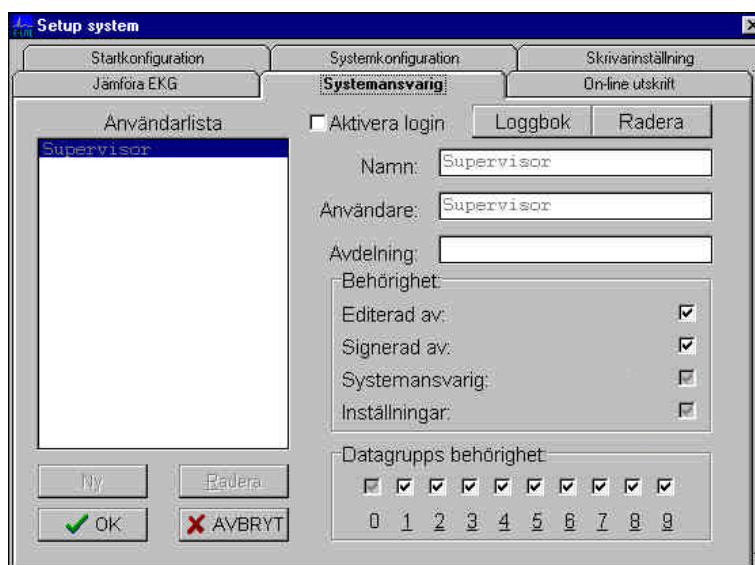 Setup system
Startkonfiguration
Systemkonfiguration
Skrivarinställning
Jämföra EKG
Systemansvarig
On-line utskrift
Användarlista
Supervisor
Aktivera login
Loggbok
Radera
Namn: Supervisor
Användare: Supervisor
Avdelning:
Behörighet:
Editerad av:
Signerad av:
Systemansvarig:
Inställningar:
Datagrupps behörighet:
0 1 2 3 4 5 6 7 8 9
Ny
Radera
OK
AVBRYT